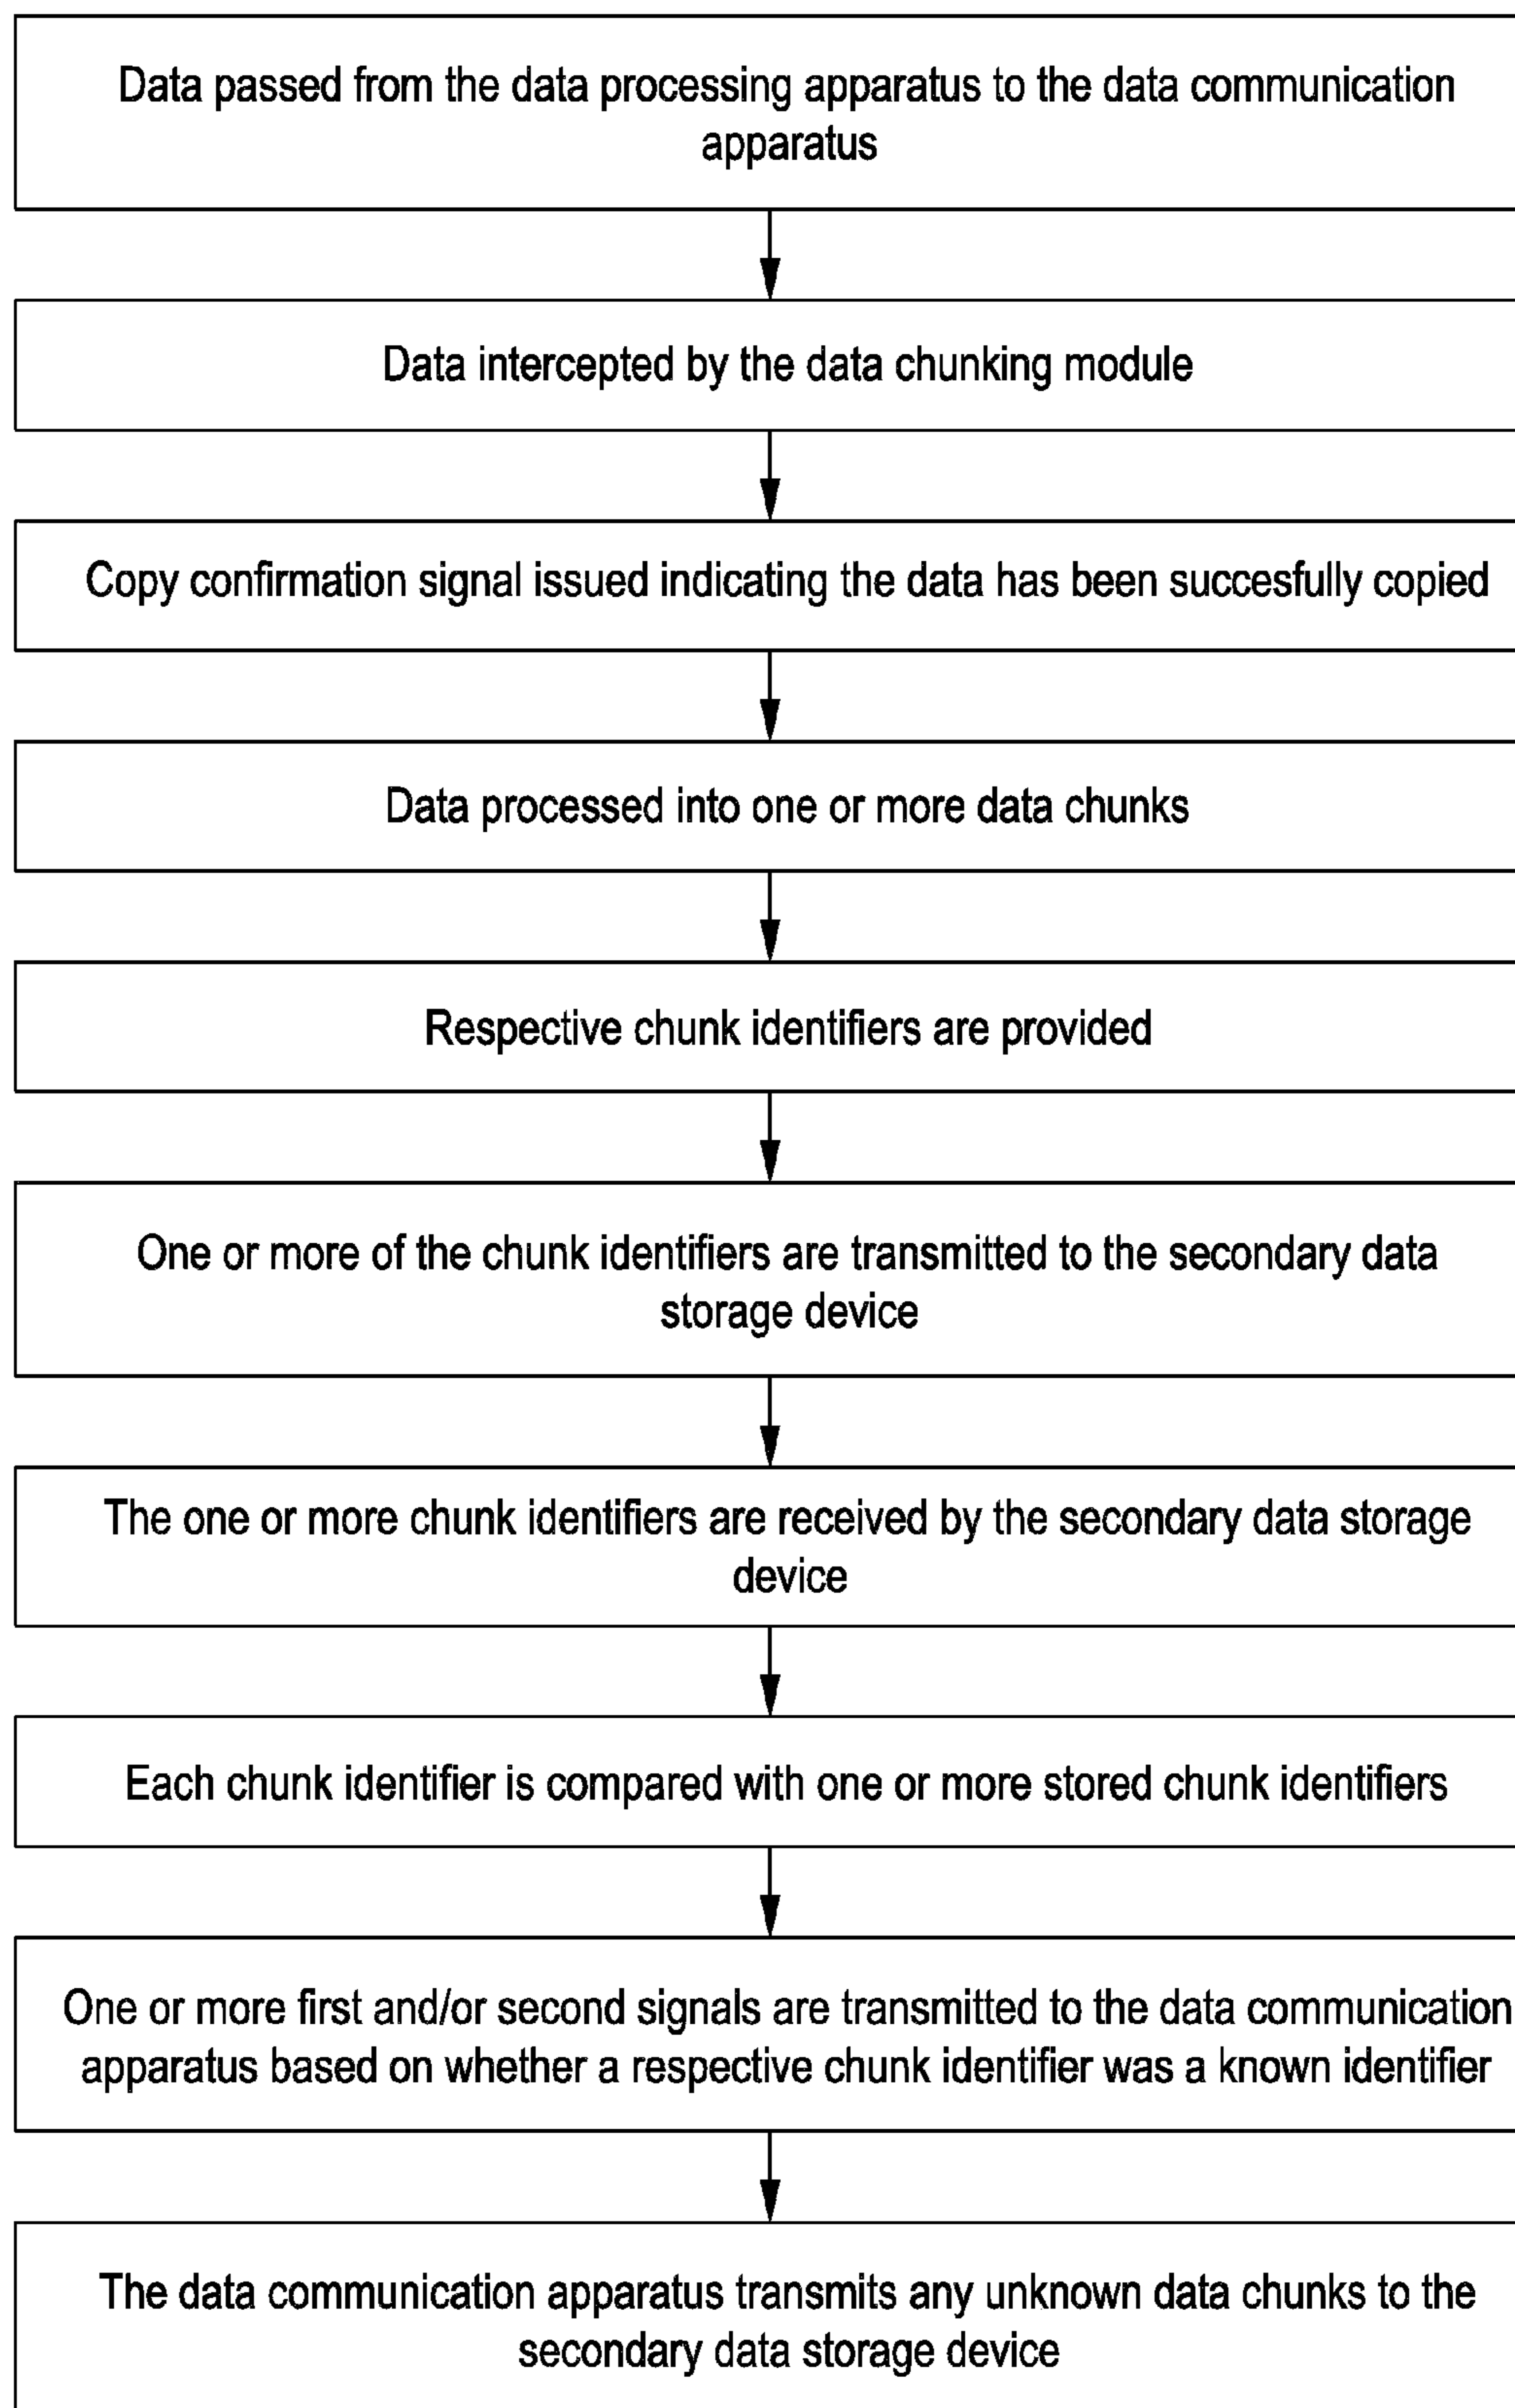 Data passed from the data processing apparatus to the data communication
apparatus
Data intercepted by the data chunking module
Copy confirmation signal issued indicating the data has been succesfully copied
Data processed into one or more data chunks
Respective chunk identifiers are provided
One or more of the chunk identifiers are transmitted to the secondary data
storage device
The one or more chunk identifiers are received by the secondary data storage
device
Each chunk identifier is compared with one or more stored chunk identifiers
One or more first and/or second signals are transmitted to the data communication
apparatus based on whether a respective chunk identifier was a known identifier
The data communication apparatus transmits any unknown data chunks to the
secondary data storage device